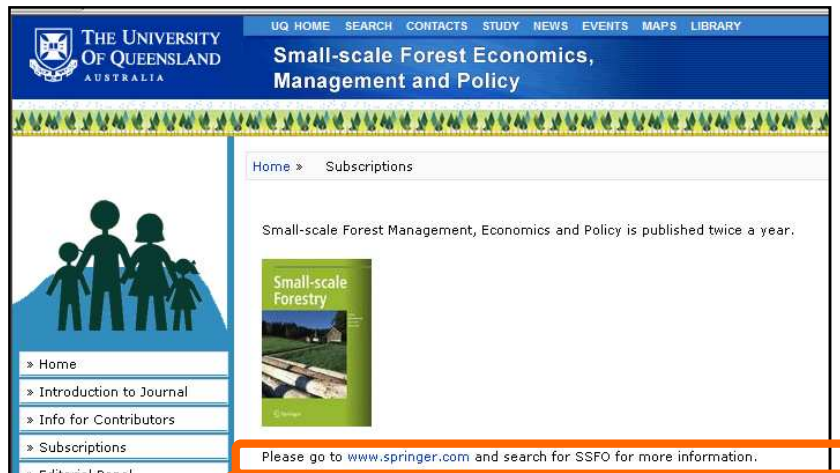 THE UNIVERSITY
OF QUEENSLAND
AUSTRALIA
UQ HOME SEARCH CONTACTS STUDY NEWS EVENTS MAPS LIBRARY
Small-scale Forest Economics,
Management and Policy
Home » Subscriptions
Small-scale Forest Management, Economics and Policy is published twice a year.
Small-scale
Forestry
Springer
» Home
» Introduction to Journal
» Info for Contributors
» Subscriptions
Please go to www.springer.com and search for SSFO for more information.
» Editorial Panel